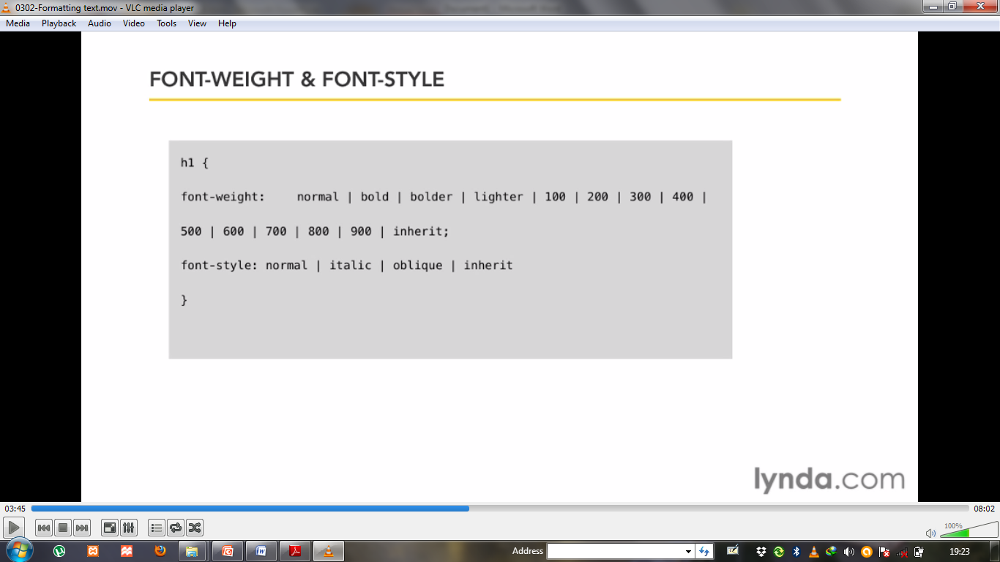 0302-Formatting text.mov - VLC media player
Media Playback Audio Video Tools View Help
FONT-WEIGHT & FONT-STYLE
h1 {
font-weight: normal | bold | bolder | lighter | 100 | 200 | 300 | 400 |
500 | 600 | 700 | 800 | 900 | inherit;
font-style: normal | italic | oblique | inherit
}
lynda.com
03:45 08:02
100%
Address 19:23